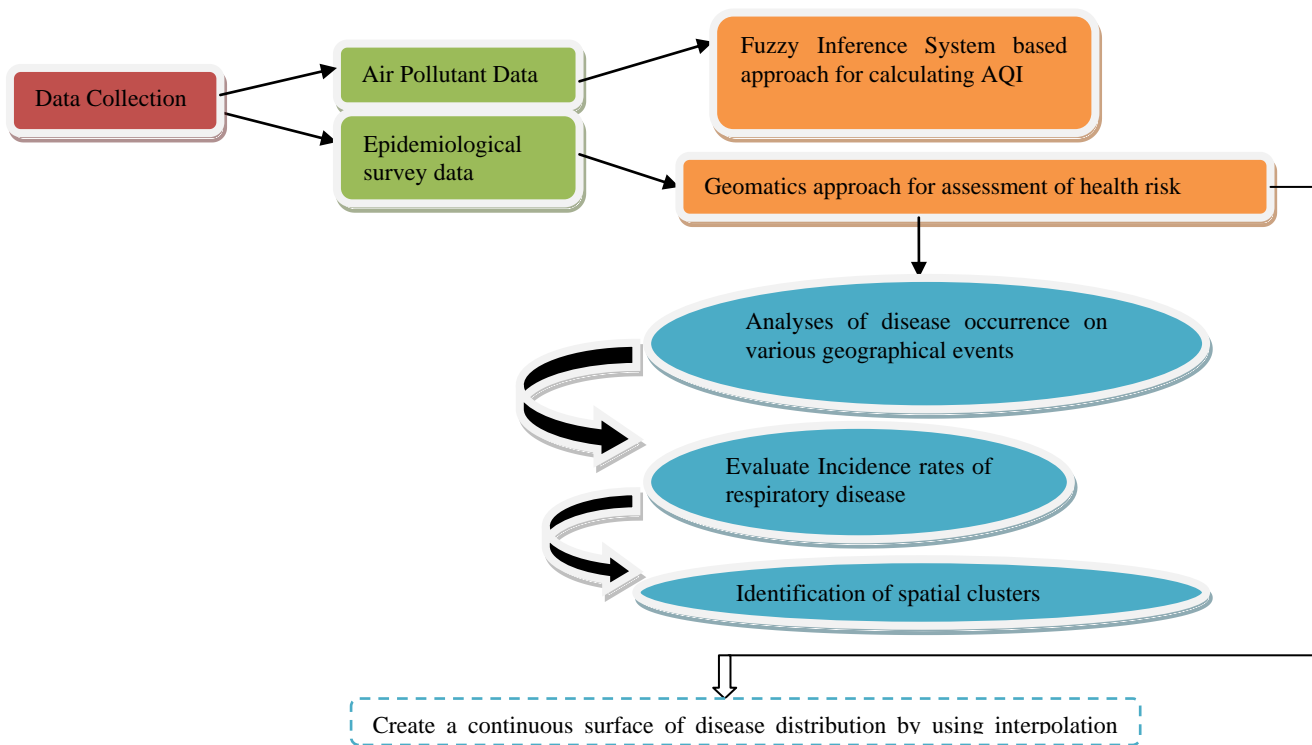 Data Collection
Air Pollutant Data
Epidemiological
survey data
Fuzzy Inference System based
approach for calculating AQI
Geomatics approach for assessment of health risk
Analyses of disease occurrence on
various geographical events
Evaluate Incidence rates of
respiratory disease
Identification of spatial clusters
Create a continuous surface of disease distribution by using interpolation